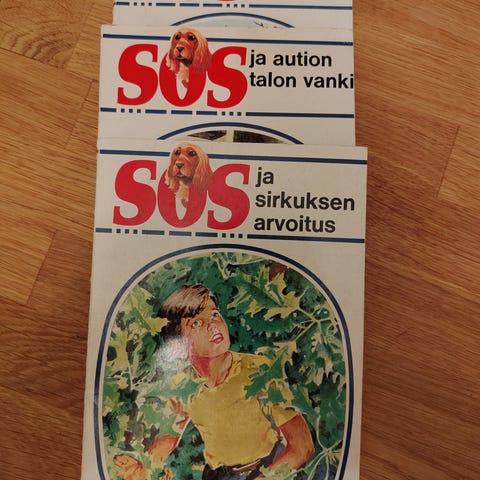 SOS
ja aution
talon vanki
SOS
ja
sirkuksen
arvoitus